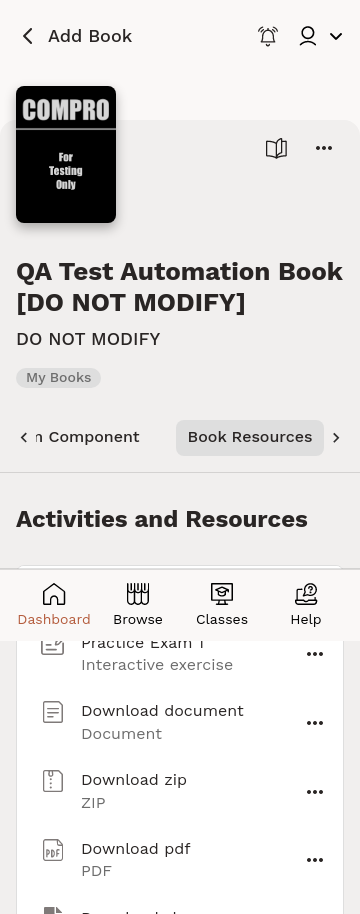 Add Book
COMPRO
For
Testing
Only
QA Test Automation Book
[DO NOT MODIFY]
DO NOT MODIFY
My Books
Component
Book Resources
Activities and Resources
Dashboard
Browse
Classes
Help
Practice Exam 1
Interactive exercise
Download document
Document
Download zip
ZIP
Download pdf
PDF
PDF